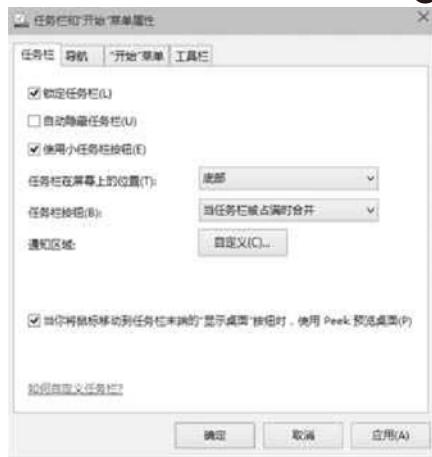 任务栏和“开始”菜单属性
任务栏 导航 “开始”菜单 工具栏
锁定任务栏(L)
自动隐藏任务栏(U)
使用小任务栏按钮(E)
任务栏在屏幕上的位置(T): 底部
任务栏按钮(B): 当任务栏被占满时合并
通知区域: 自定义(C)...
当你将鼠标移动到任务栏末端的“显示桌面”按钮时，使用 Peek 预览桌面(P)
如何自定义任务栏?
确定 取消 应用(A)